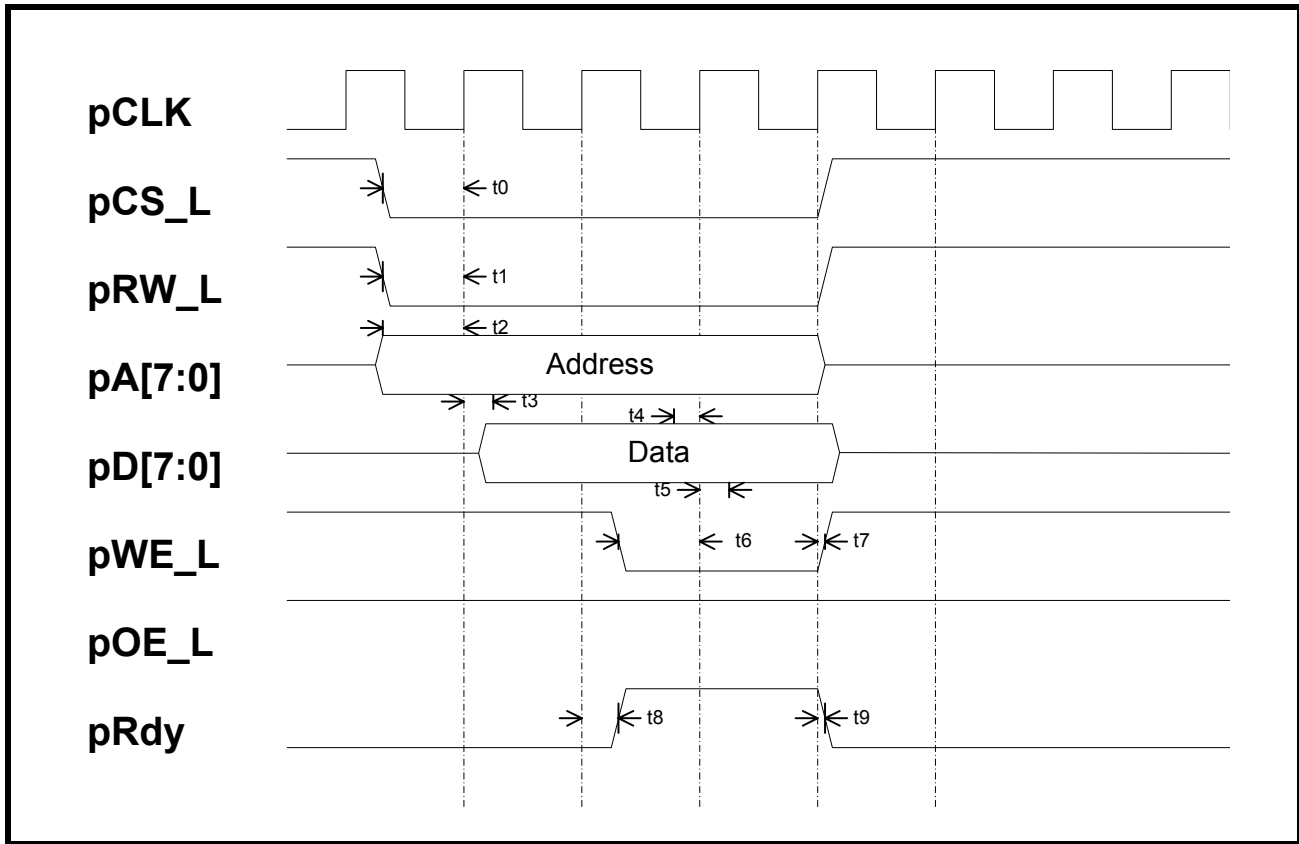 pCLK
pCS_L
t0
pRW_L
t1
t2
pA[7:0]
Address
t3
t4
pD[7:0]
Data
t5
pWE_L
t6
t7
pOE_L
pRdy
t8
t9